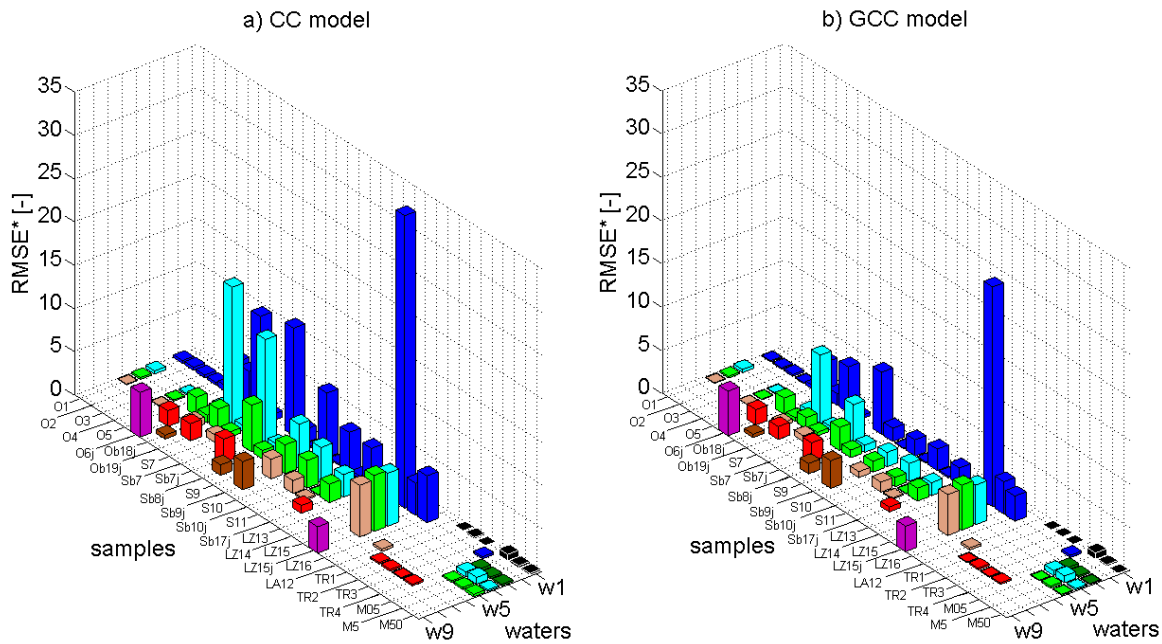 a) CC model
b) GCC model
35
30
25
20
15
10
5
0
RMSE* [-]
O1
O2
O3
O4
O5
O6j
Ob18j
Ob19j
S7
Sb7
Sb7j
Sb8j
S9
Sb9j
S10
Sb10j
S11
Sb17j
LZ13
LZ14
LZ15
LZ15j
LZ16
LA12
TR1
TR2
TR3
TR4
M05
M5
M50
samples
w9
w5
w1
waters
35
30
25
20
15
10
5
0
RMSE* [-]
O1
O2
O3
O4
O5
O6j
Ob18j
Ob19j
S7
Sb7
Sb7j
Sb8j
S9
Sb9j
S10
Sb10j
S11
Sb17j
LZ13
LZ14
LZ15
LZ15j
LZ16
LA12
TR1
TR2
TR3
TR4
M05
M5
M50
samples
w9
w5
w1
waters